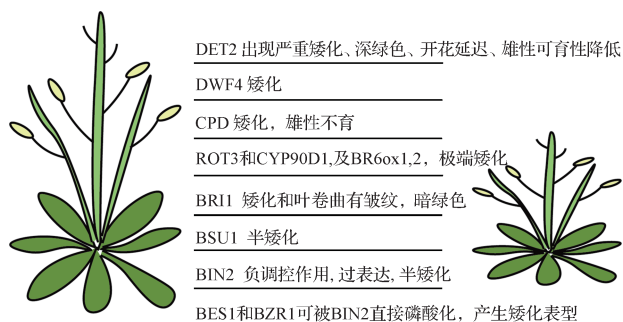 DET2 出现严重矮化、深绿色、开花延迟、雄性可育性降低
DWF4 矮化
CPD 矮化，雄性不育
ROT3和CYP90D1,及BR6ox1,2，极端矮化
BRI1 矮化和叶卷曲有皱纹，暗绿色
BSU1 半矮化
BIN2 负调控作用, 过表达, 半矮化
BES1和BZR1可被BIN2直接磷酸化，产生矮化表型